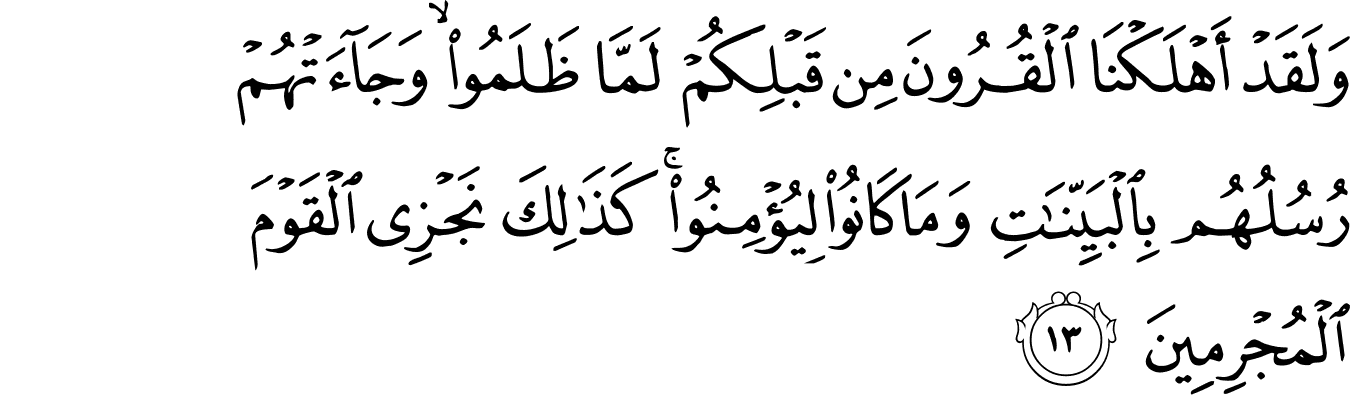 وَلَقَدْ أَهْلَكْنَا ٱلْقُرُونَ مِن قَبْلِكُمْ لَمَّا ظَلَمُوا۟ ۙ وَجَآءَتْهُمْ
رُسُلُهُم بِٱلْبَيِّنَـٰتِ وَمَا كَانُوا۟ لِيُؤْمِنُوا۟ ۚ كَذَٰلِكَ نَجْزِى ٱلْقَوْمَ
ٱلْمُجْرِمِينَ ١٣